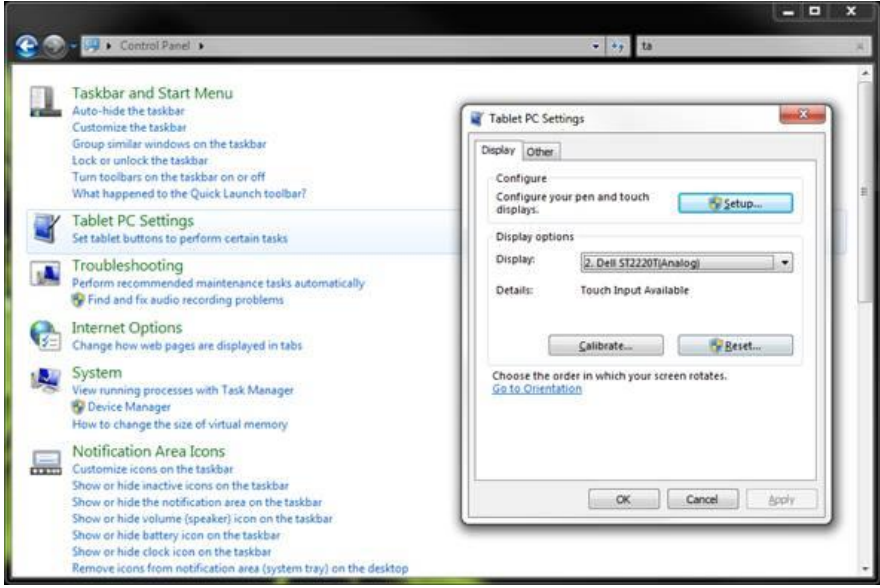 Control Panel
ta
Taskbar and Start Menu
Auto-hide the taskbar
Customize the taskbar
Group similar windows on the taskbar
Lock or unlock the taskbar
Turn toolbars on the taskbar on or off
What happened to the Quick Launch toolbar?
Tablet PC Settings
Set tablet buttons to perform certain tasks
Troubleshooting
Perform recommended maintenance tasks automatically
Find and fix audio recording problems
Internet Options
Change how web pages are displayed in tabs
System
View running processes with Task Manager
Device Manager
How to change the size of virtual memory
Notification Area Icons
Customize icons on the taskbar
Show or hide inactive icons on the taskbar
Show or hide the notification area on the taskbar
Show or hide volume (speaker) icon on the taskbar
Show or hide battery icon on the taskbar
Show or hide clock icon on the taskbar
Remove icons from notification area (system tray) on the desktop
Tablet PC Settings
Display Other
Configure
Configure your pen and touch
displays.
Setup...
Display options
Display: 2. Dell ST2220T(Analog)
Details: Touch Input Available
Calibrate... Reset...
Choose the order in which your screen rotates.
Go to Orientation
OK Cancel Apply